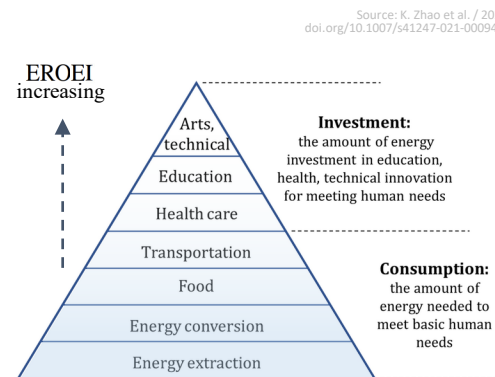 Source: K. Zhao et al. / 20
doi.org/10.1007/s41247-021-00094
EROEI
increasing
Arts,
technical
Education
Health care
Transportation
Food
Energy conversion
Energy extraction
Investment:
the amount of energy
investment in education,
health, technical innovation
for meeting human needs
Consumption:
the amount of
energy needed to
meet basic human
needs